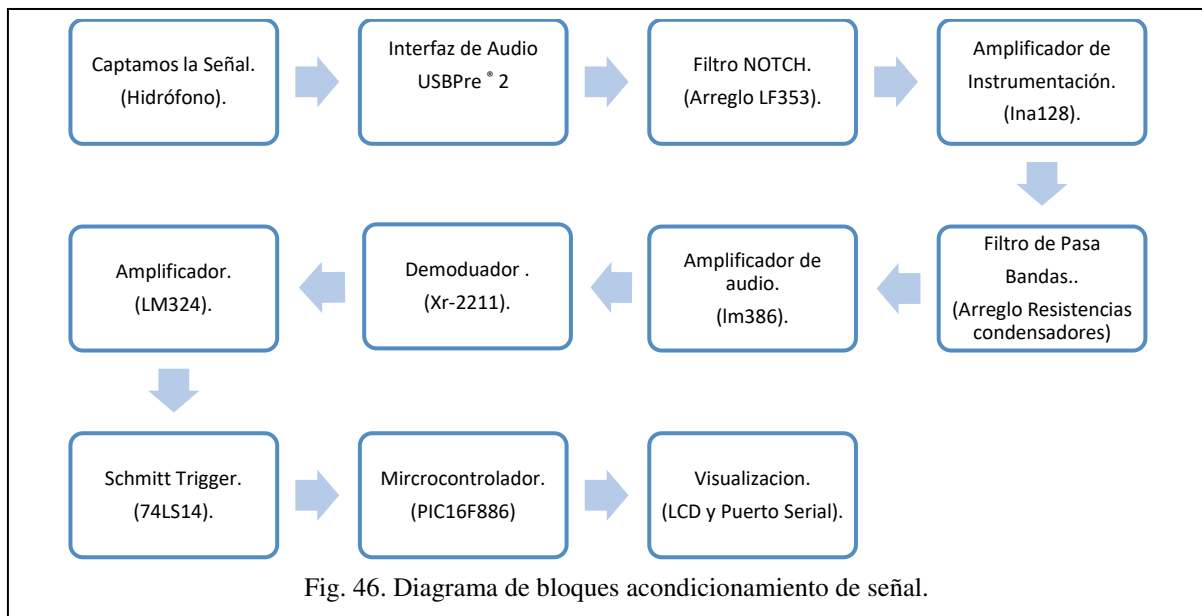 Captamos la Señal.
(Hidrófono).
Interfaz de Audio
USBPre ® 2
Filtro NOTCH.
(Arreglo LF353).
Amplificador de
Instrumentación.
(Ina128).
Filtro de Pasa
Bandas..
(Arreglo Resistencias
condensadores)
Amplificador de
audio.
(lm386).
Demoduador .
(Xr-2211).
Amplificador.
(LM324).
Schmitt Trigger.
(74LS14).
Mircrocontrolador.
(PIC16F886)
Visualizacion.
(LCD y Puerto Serial).
Fig. 46. Diagrama de bloques acondicionamiento de señal.